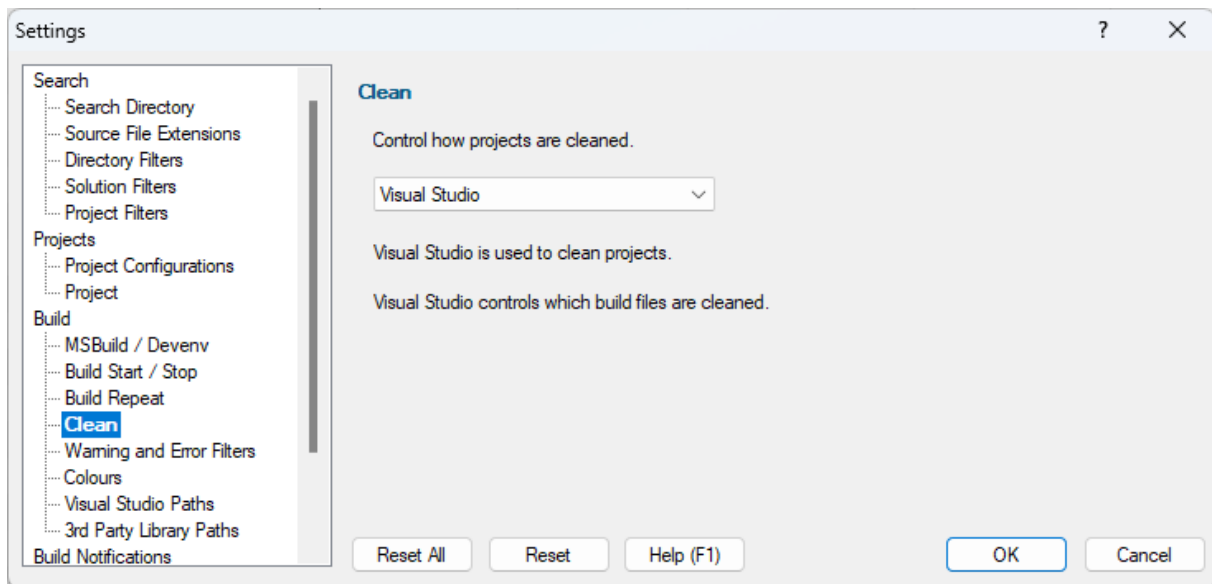 Settings
?
Search
Search Directory
Source File Extensions
Directory Filters
Solution Filters
Project Filters
Projects
Project Configurations
Project
Build
MSBuild / Devenv
Build Start / Stop
Build Repeat
Clean
Warning and Error Filters
Colours
Visual Studio Paths
3rd Party Library Paths
Build Notifications
Clean
Control how projects are cleaned.
Visual Studio
Visual Studio is used to clean projects.
Visual Studio controls which build files are cleaned.
Reset All
Reset
Help (F1)
OK
Cancel